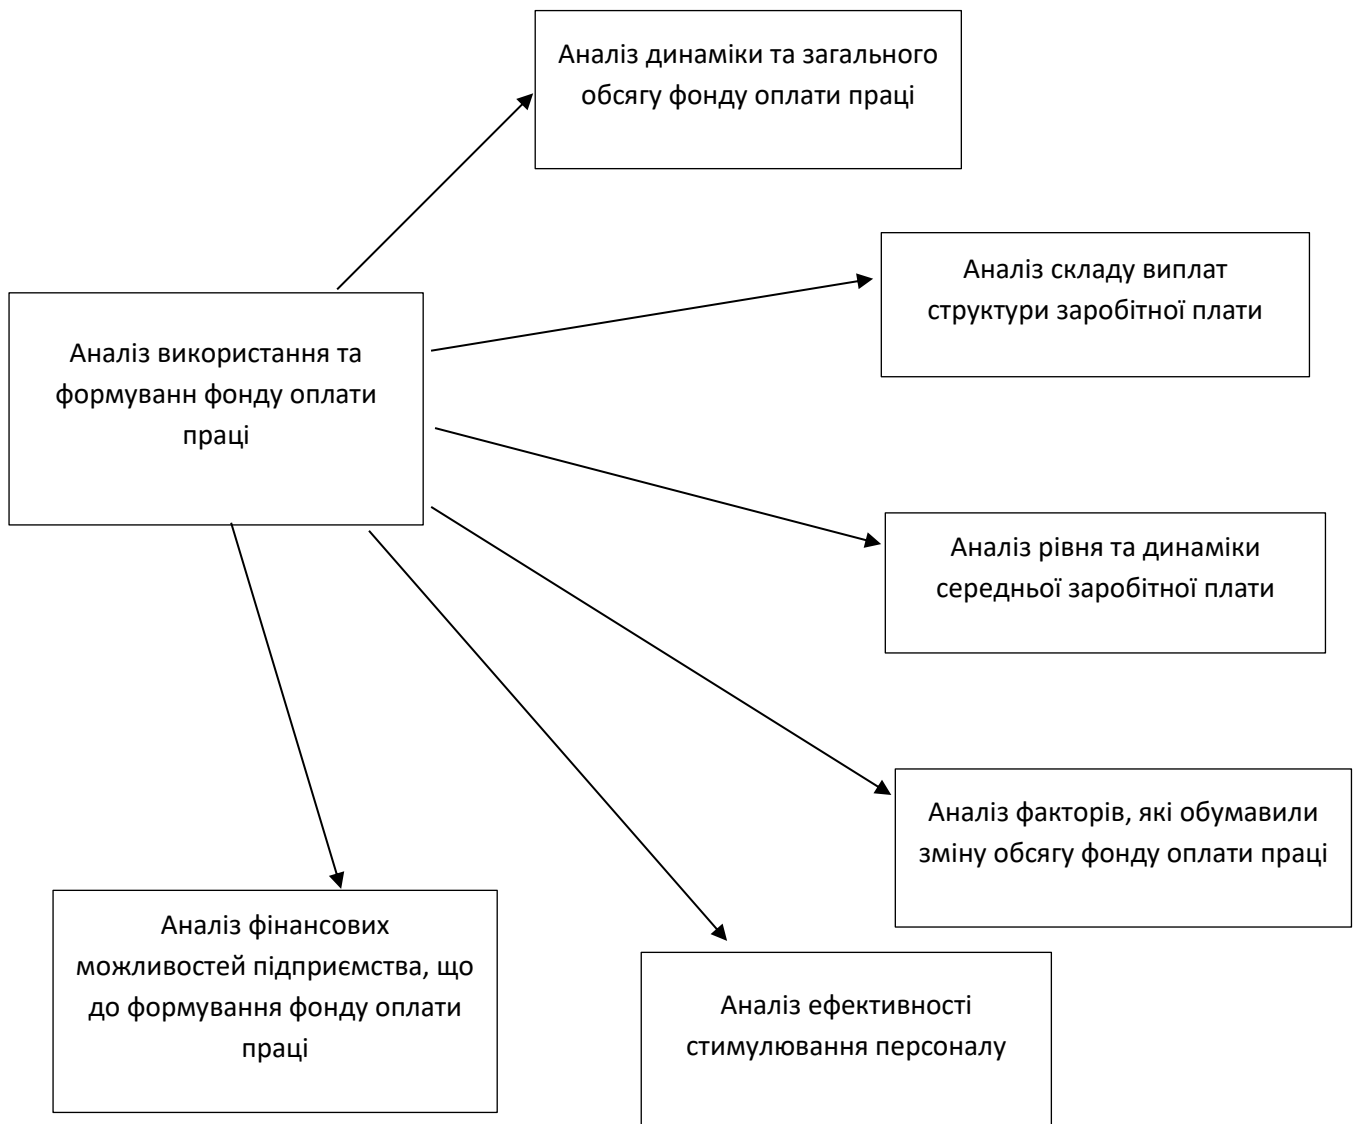 Аналіз динаміки та загального
обсягу фонду оплати праці
Аналіз складу виплат
структури заробітної плати
Аналіз використання та
формуванн фонду оплати
праці
Аналіз рівня та динаміки
середньої заробітної плати
Аналіз факторів, які обумавили
зміну обсягу фонду оплати праці
Аналіз фінансових
можливостей підприємства, що
до формування фонду оплати
праці
Аналіз ефективності
стимулювання персоналу